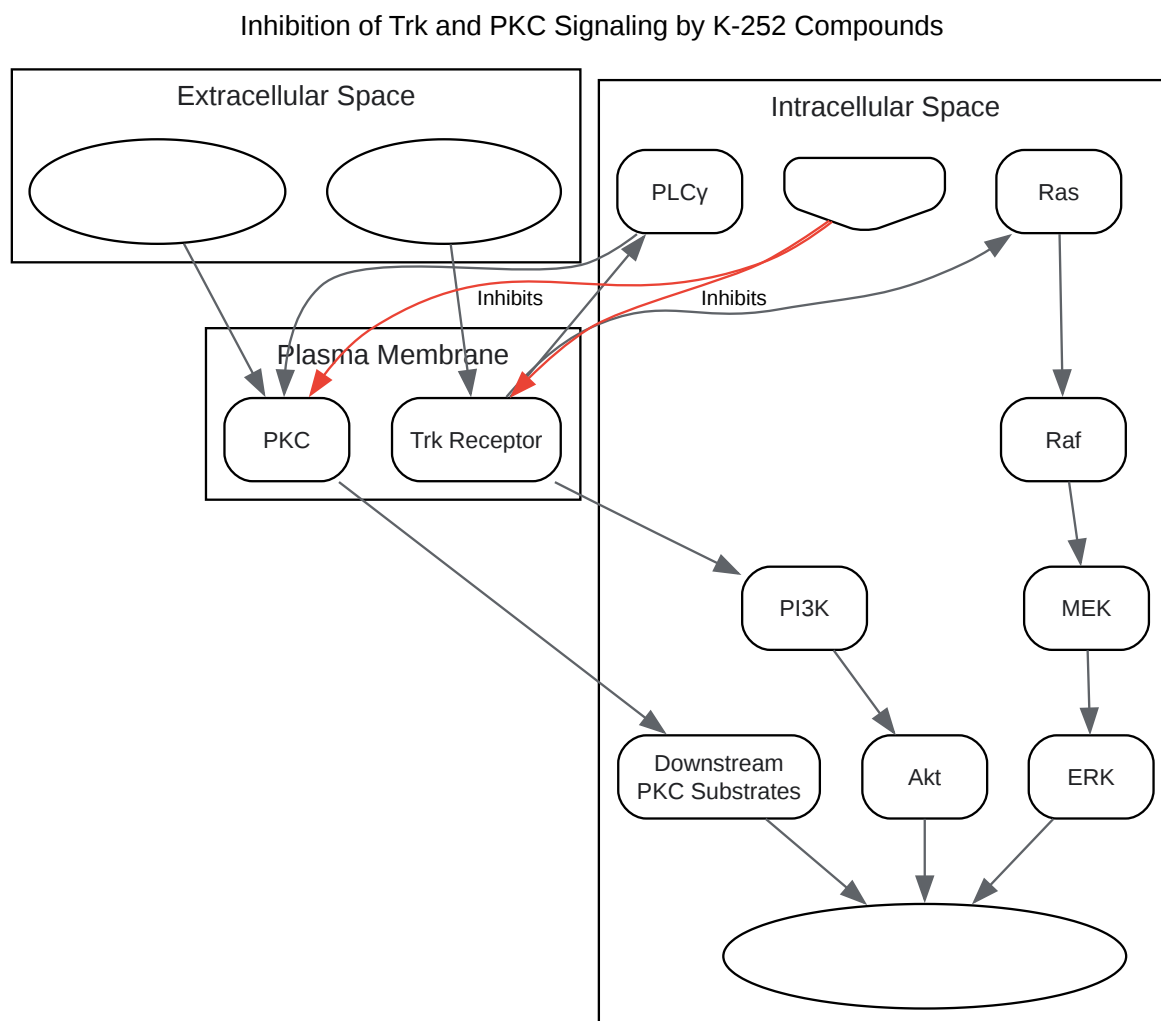 Inhibition of Trk and PKC Signaling by K-252 Compounds
Extracellular Space
Intracellular Space
PLCγ
Ras
Inhibits
Inhibits
Plasma Membrane
PKC
Trk Receptor
Raf
PI3K
MEK
Downstream
PKC Substrates
Akt
ERK